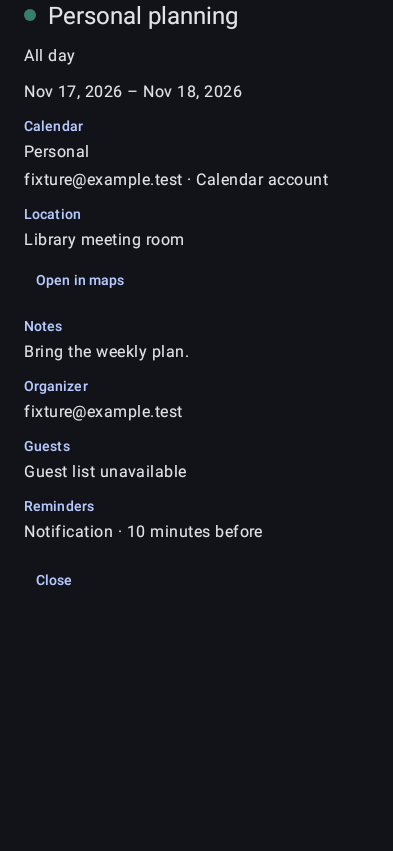 Personal planning
All day
Nov 17, 2026 – Nov 18, 2026
Calendar
Personal
fixture@example.test · Calendar account
Location
Library meeting room
Open in maps
Notes
Bring the weekly plan.
Organizer
fixture@example.test
Guests
Guest list unavailable
Reminders
Notification · 10 minutes before
Close